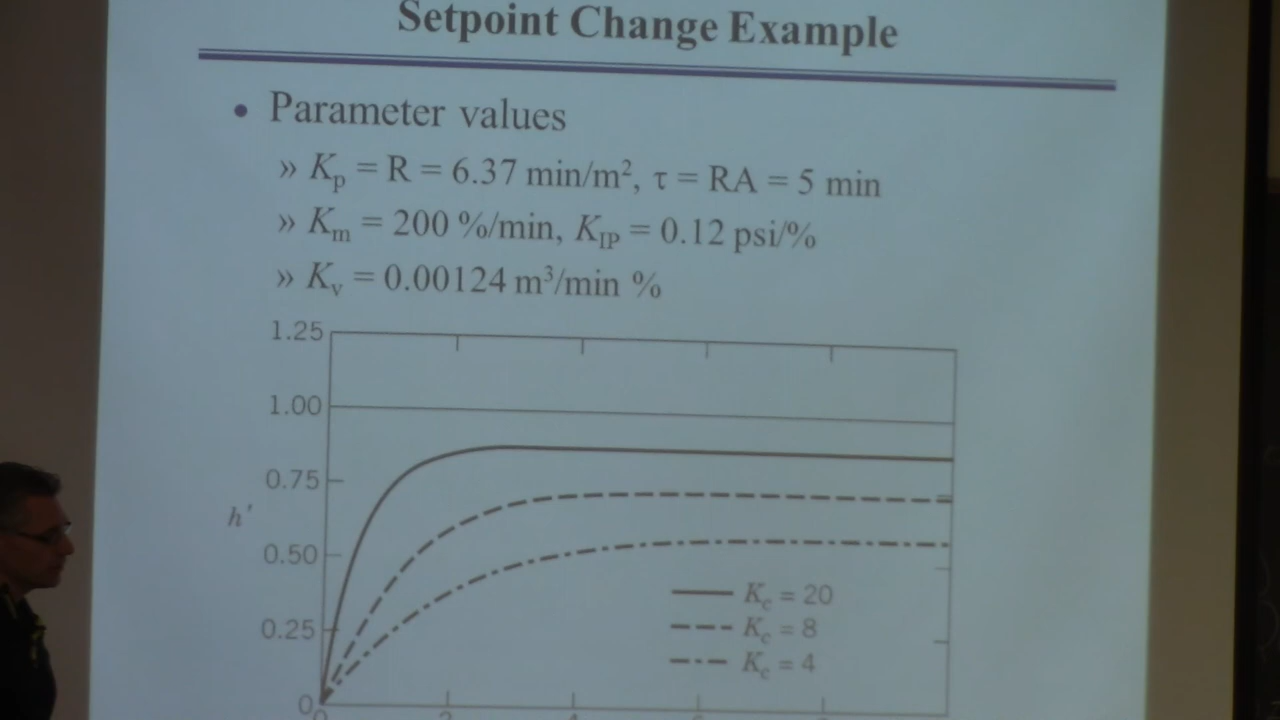 Setpoint Change Example
• Parameter values
» Kp = R = 6.37 min/m², τ = RA = 5 min
» Km = 200 %/min, KIP = 0.12 psi/%
» Kv = 0.00124 m³/min %
1.25
1.00
0.75
h'
0.50
0.25
0
Kc = 20
Kc = 8
Kc = 4